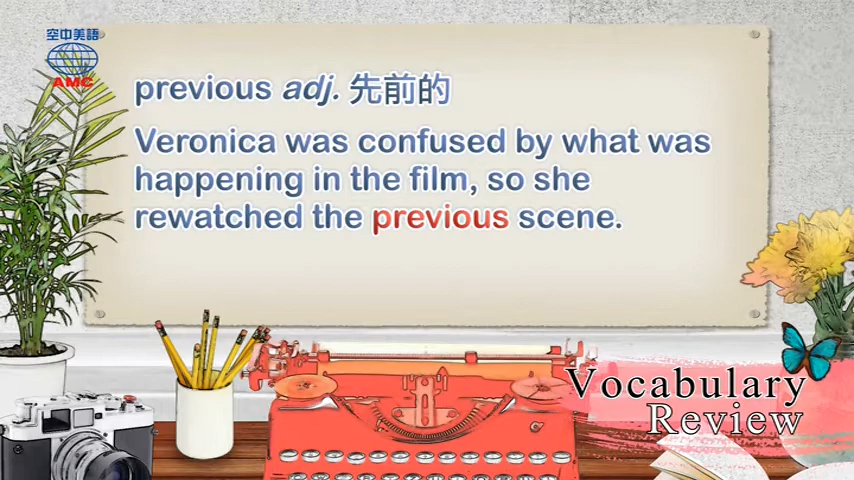 空中美語
AMC
previous adj. 先前的
Veronica was confused by what was
happening in the film, so she
rewatched the previous scene.
Vocabulary
Review